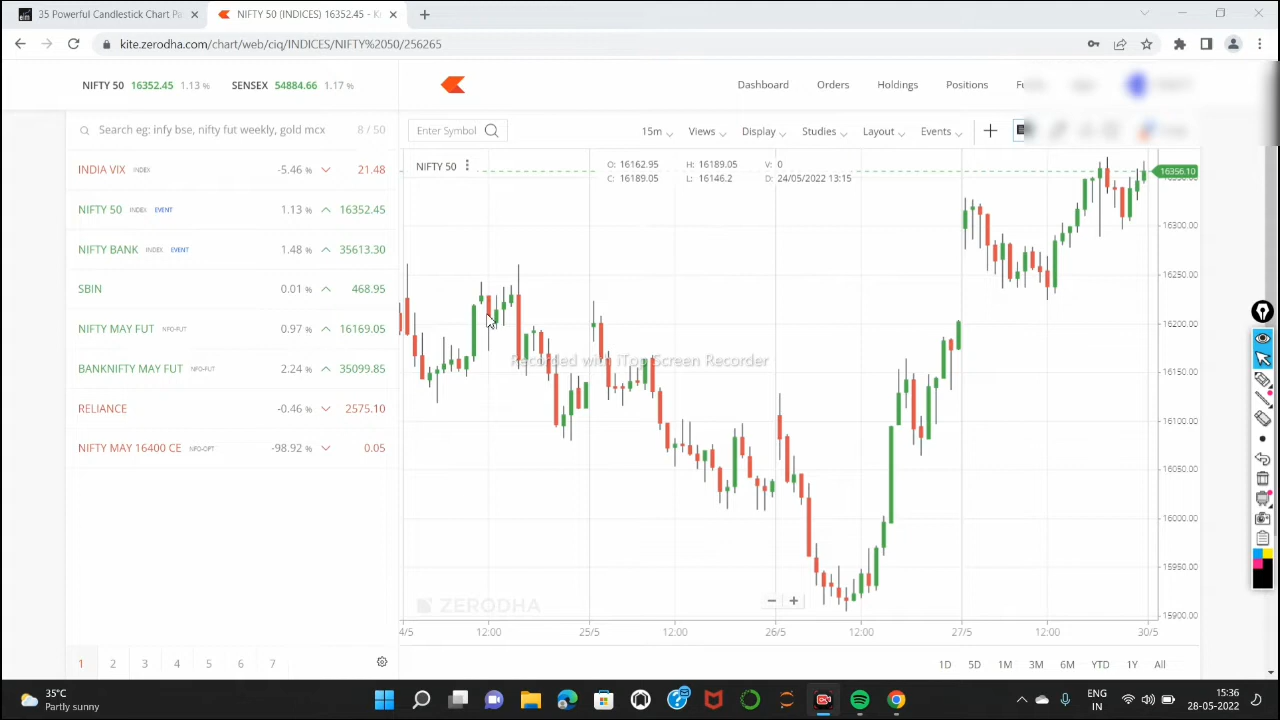 35 Powerful Candlestick Chart Pa
NIFTY 50 (INDICES) 16352.45 - K
kite.zerodha.com/chart/web/ciq/INDICES/NIFTY%2050/256265
NIFTY 50 16352.45 1.13 % SENSEX 54884.66 1.17 %
Dashboard Orders Holdings Positions
Search eg: infy bse, nifty fut weekly, gold mcx 8 / 50
Enter Symbol 15m Views Display Studies Layout Events
INDIA VIX INDEX -5.46 % 21.48
NIFTY 50 INDEX EVENT 1.13 % 16352.45
NIFTY BANK INDEX EVENT 1.48 % 35613.30
SBIN 0.01 % 468.95
NIFTY MAY FUT NFO-FUT 0.97 % 16169.05
BANKNIFTY MAY FUT NFO-FUT 2.24 % 35099.85
RELIANCE -0.46 % 2575.10
NIFTY MAY 16400 CE NFO-OPT -98.92 % 0.05
NIFTY 50
O: 16162.95 H: 16189.05 V: 0
C: 16189.05 L: 16146.2 D: 24/05/2022 13:15
16356.10
16300.00
16250.00
16200.00
16150.00
16100.00
16050.00
16000.00
15950.00
15900.00
Recorded with iTop Screen Recorder
ZERODHA
4/5 12:00 25/5 12:00 26/5 12:00 27/5 12:00 30/5
1 2 3 4 5 6 7
1D 5D 1M 3M 6M YTD 1Y All
35°C
Partly sunny
ENG
IN
15:36
28-05-2022